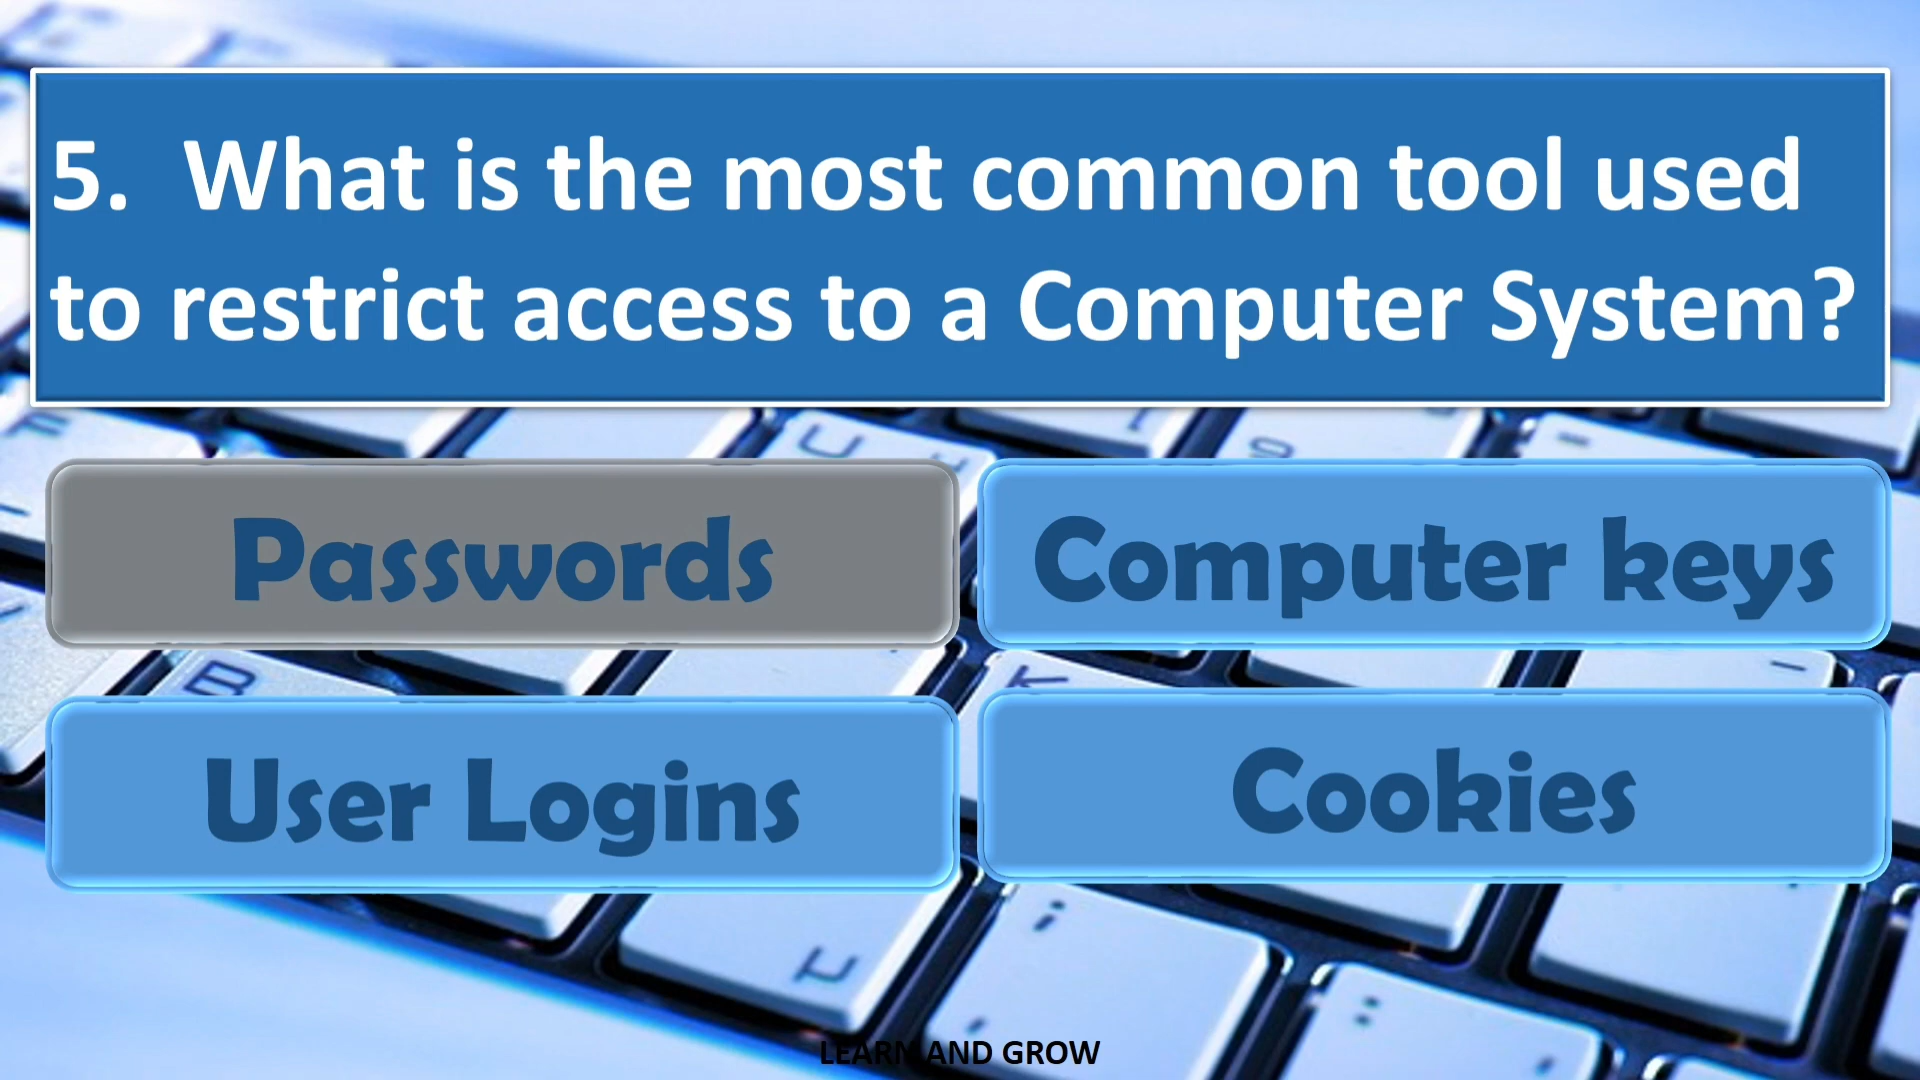 5. What is the most common tool used
to restrict access to a Computer System?
Passwords
Computer keys
User Logins
Cookies
LEARN AND GROW